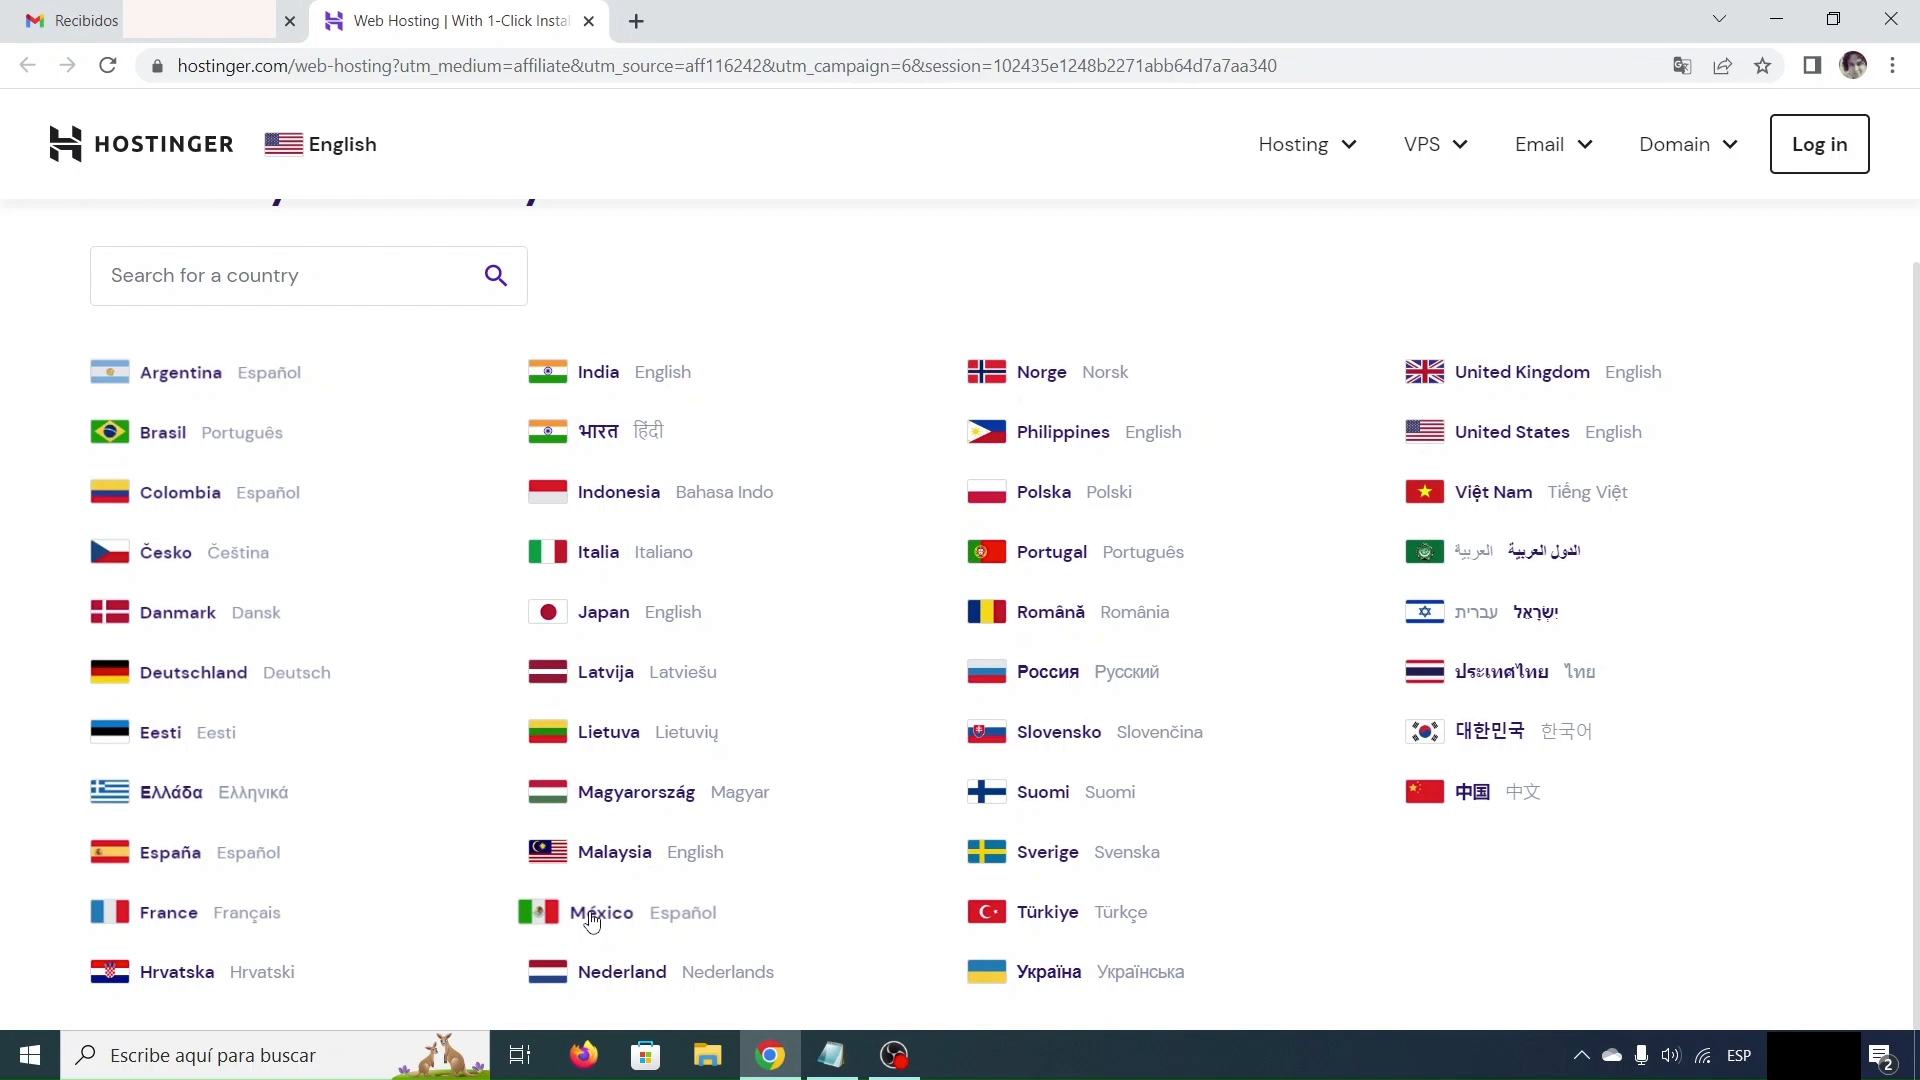 Recibidos
Web Hosting | With 1-Click Insta
hostinger.com/web-hosting?utm_medium=affiliate&utm_source=aff116242&utm_campaign=6&session=102435e1248b2271abb64d7a7aa340
HOSTINGER English Hosting VPS Email Domain Log in
Search for a country
Argentina Español
Brasil Português
Colombia Español
Česko Čeština
Danmark Dansk
Deutschland Deutsch
Eesti Eesti
Ελλάδα Ελληνικά
España Español
France Français
Hrvatska Hrvatski
India English
भारत हिंदी
Indonesia Bahasa Indo
Italia Italiano
Japan English
Latvija Latviešu
Lietuva Lietuvių
Magyarország Magyar
Malaysia English
México Español
Nederland Nederlands
Norge Norsk
Philippines English
Polska Polski
Portugal Português
Română România
Россия Русский
Slovensko Slovenčina
Suomi Suomi
Sverige Svenska
Türkiye Türkçe
Україна Українська
United Kingdom English
United States English
Việt Nam Tiếng Việt
الدول العربية العربية
יִשְׂרָאֵל עברית
ประเทศไทย ไทย
대한민국 한국어
中国 中文
Escribe aquí para buscar
ESP
2